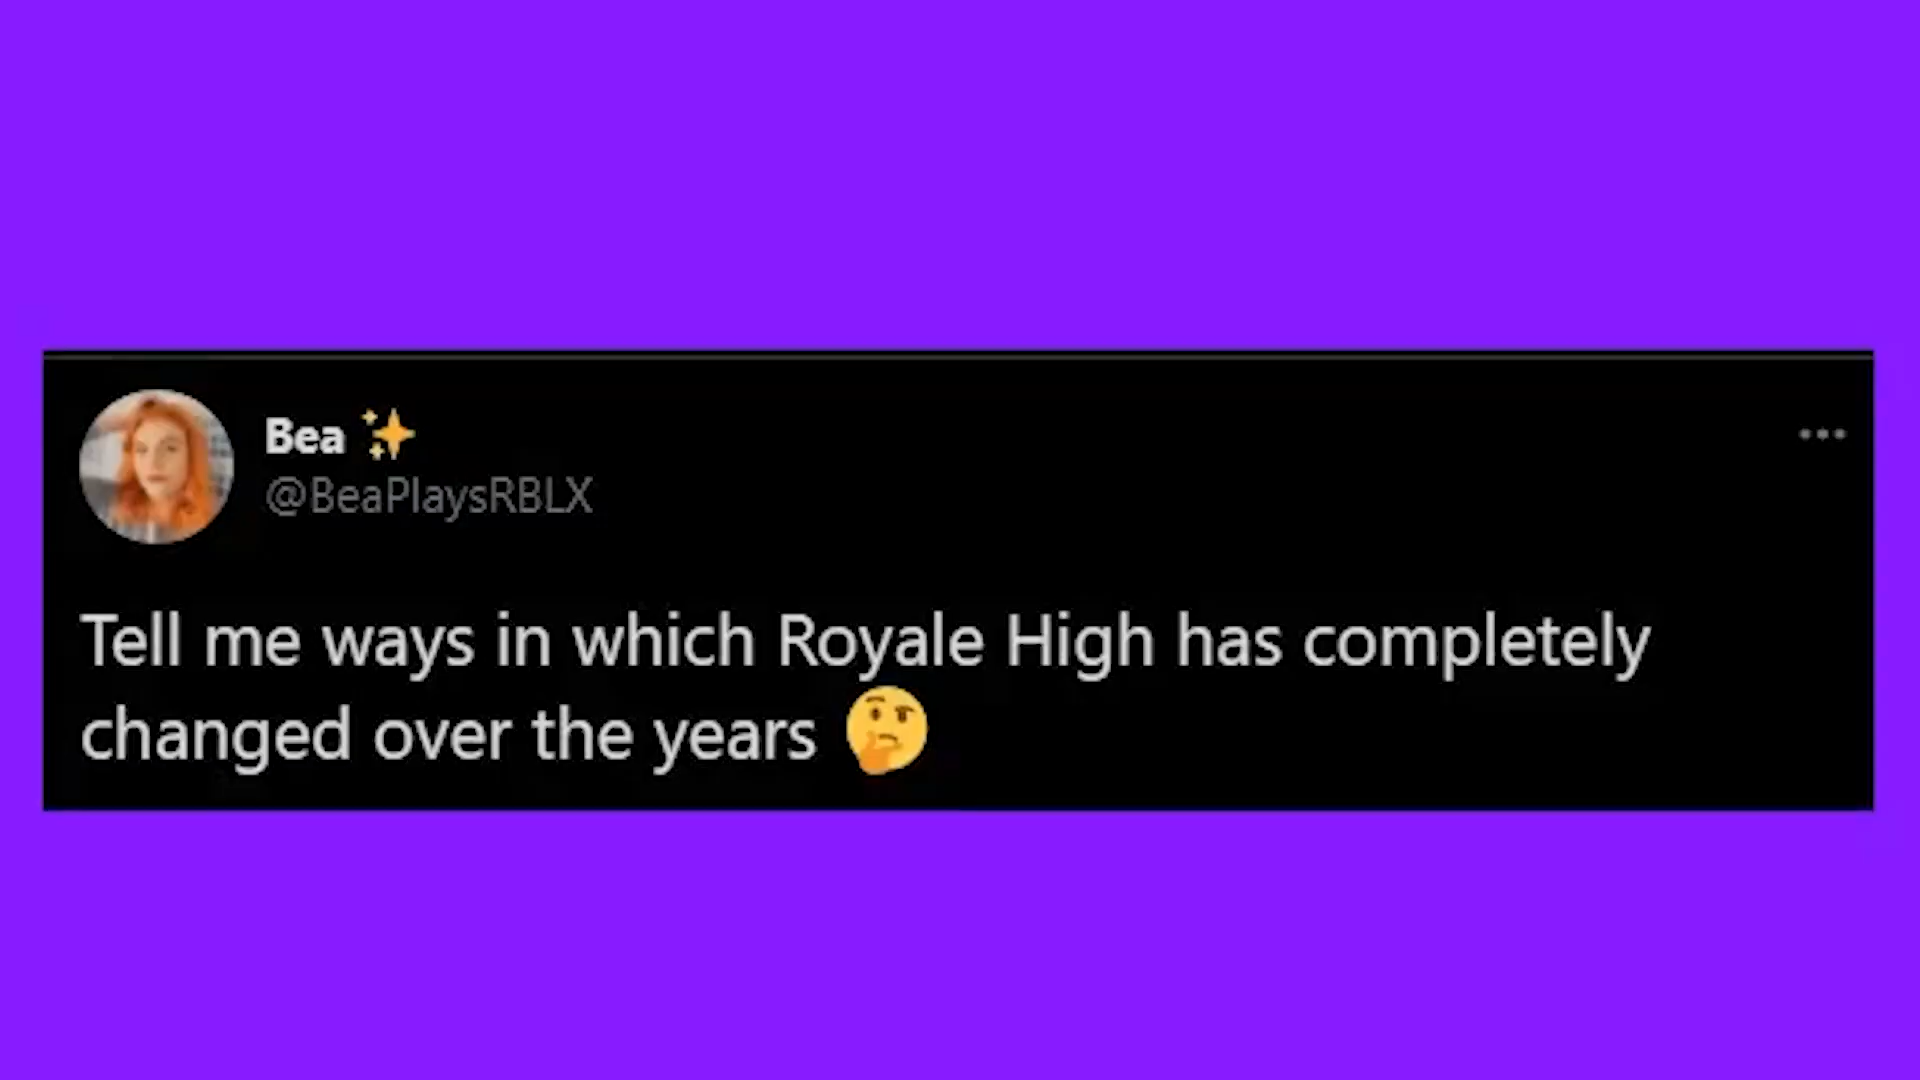 Bea ✨
@BeaPlaysRBLX
Tell me ways in which Royale High has completely
changed over the years 🤔